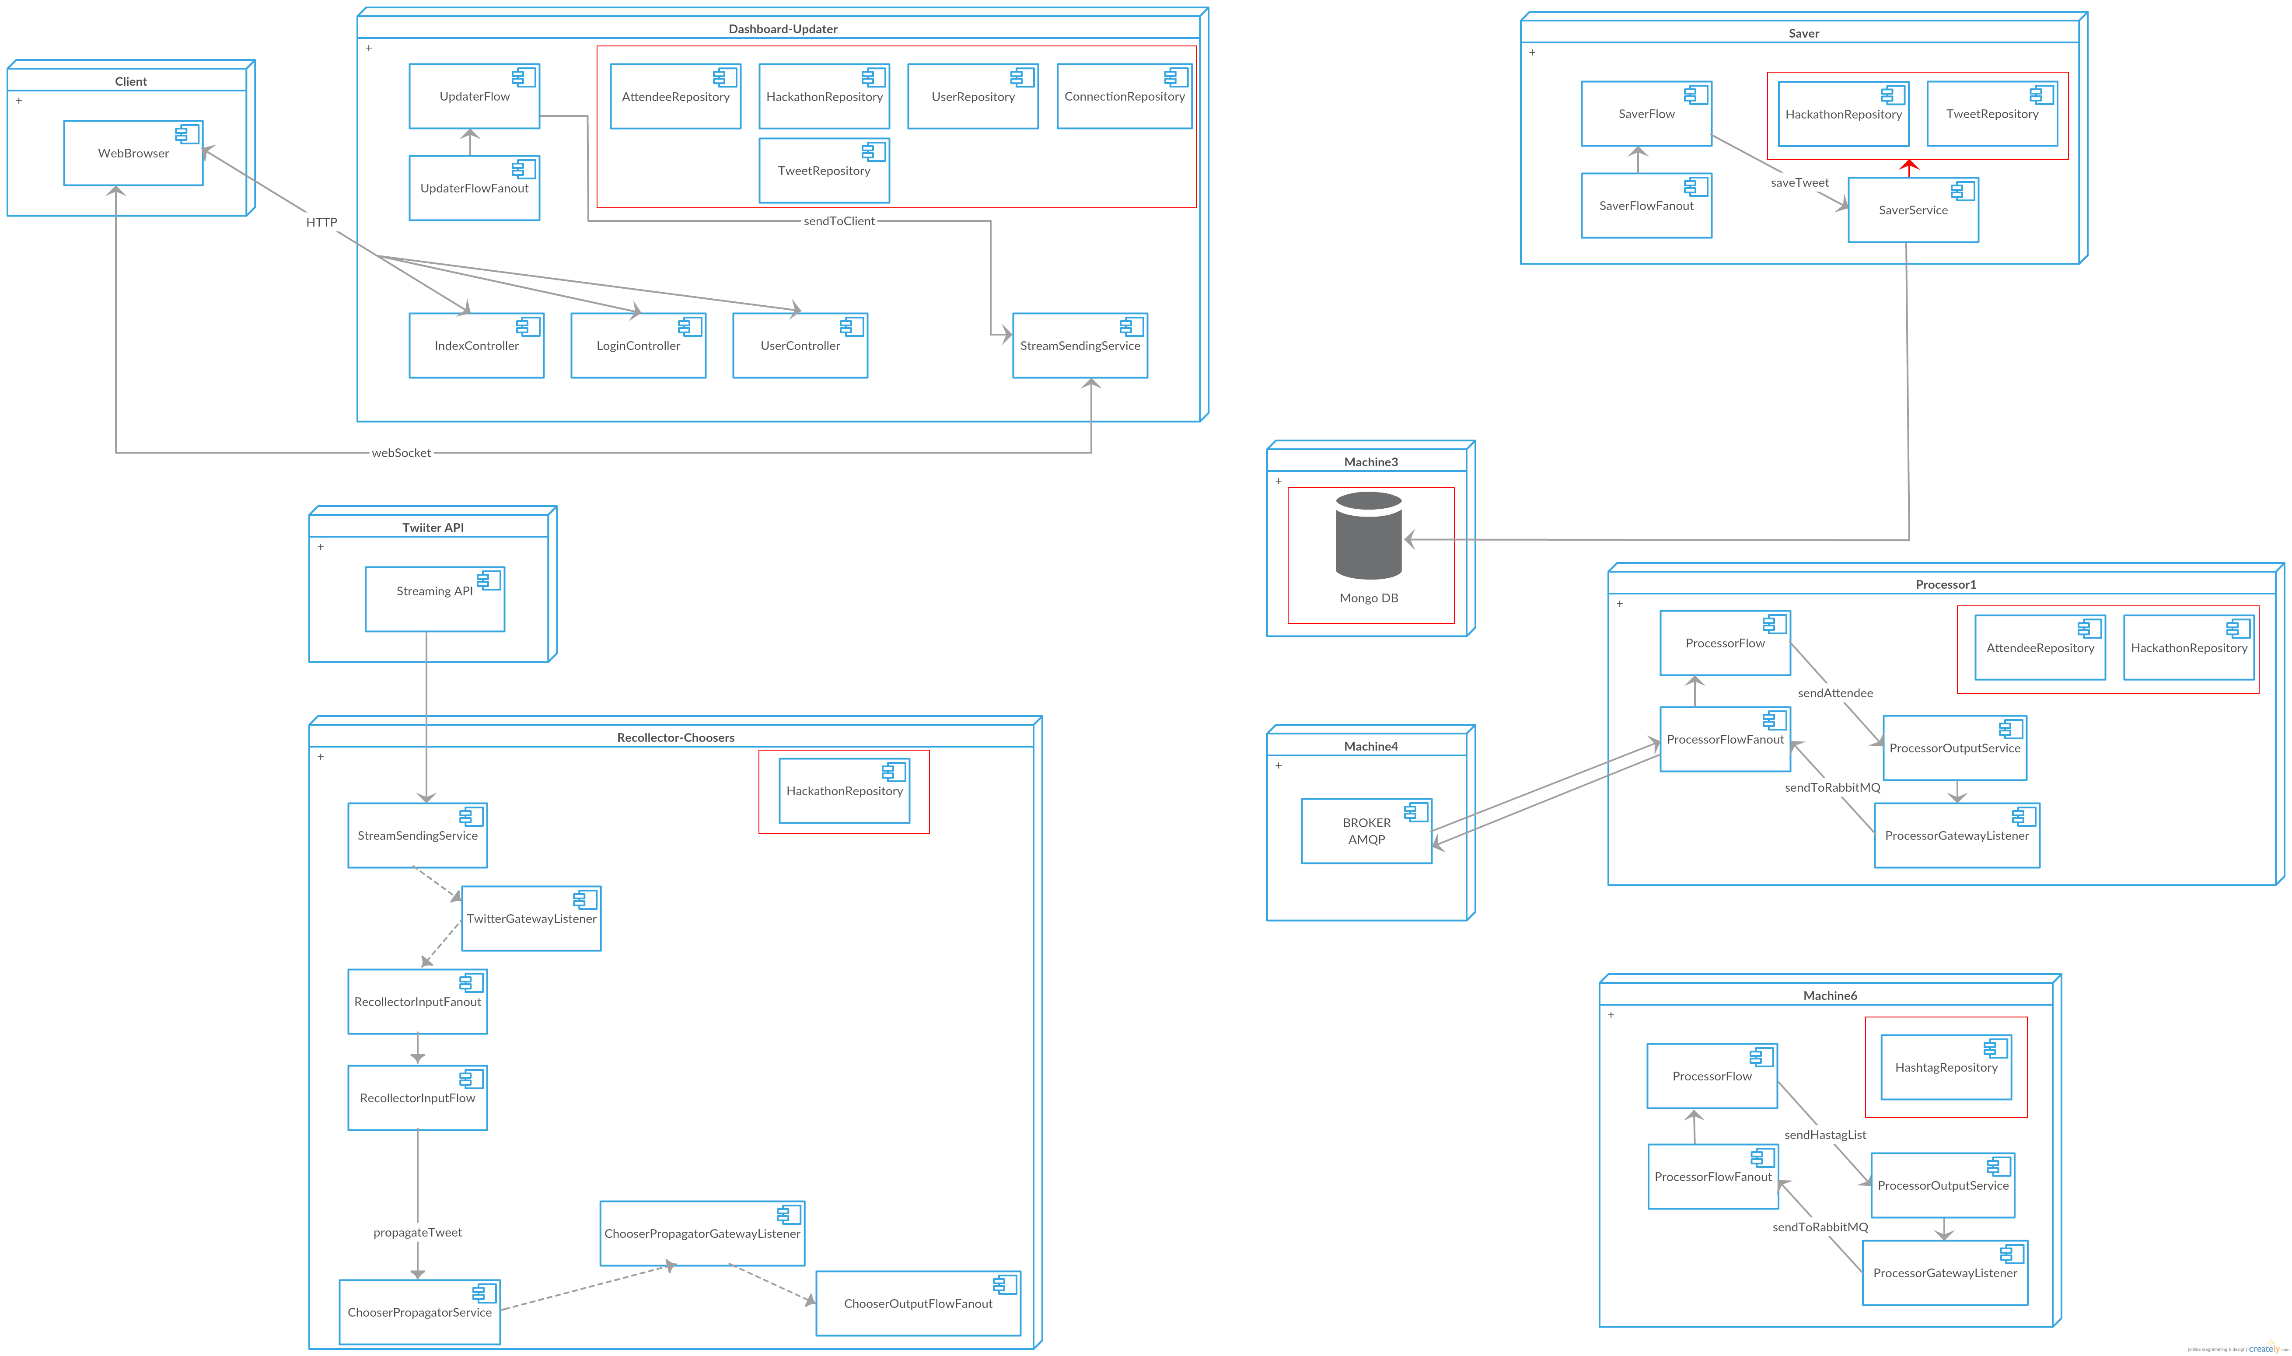 Client
+
WebBrowser
HTTP
webSocket
Dashboard-Updater
+
UpdaterFlow
UpdaterFlowFanout
AttendeeRepository
HackathonRepository
UserRepository
ConnectionRepository
TweetRepository
sendToClient
IndexController
LoginController
UserController
StreamSendingService
Saver
+
SaverFlow
SaverFlowFanout
HackathonRepository
TweetRepository
saveTweet
SaverService
Machine3
+
Mongo DB
Twiiter API
+
Streaming API
Recollector-Choosers
+
HackathonRepository
StreamSendingService
TwitterGatewayListener
RecollectorInputFanout
RecollectorInputFlow
propagateTweet
ChooserPropagatorGatewayListener
ChooserPropagatorService
ChooserOutputFlowFanout
Machine4
+
BROKER
AMQP
Processor1
+
ProcessorFlow
AttendeeRepository
HackathonRepository
sendAttendee
ProcessorFlowFanout
ProcessorOutputService
sendToRabbitMQ
ProcessorGatewayListener
Machine6
+
HashtagRepository
ProcessorFlow
sendHastagList
ProcessorFlowFanout
ProcessorOutputService
sendToRabbitMQ
ProcessorGatewayListener
creately